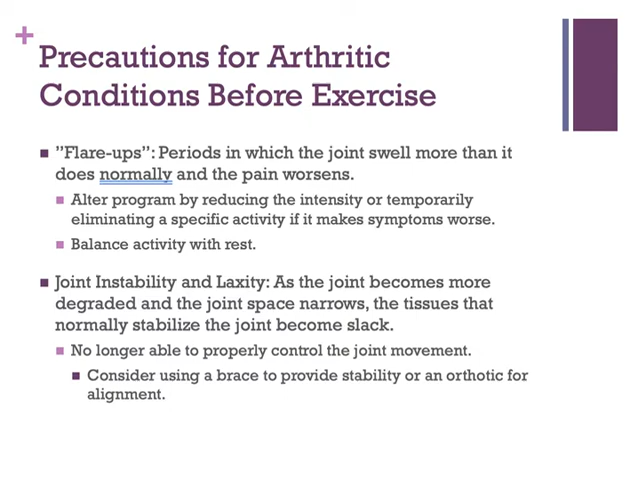 Precautions for Arthritic
Conditions Before Exercise
”Flare-ups”: Periods in which the joint swell more than it
does normally and the pain worsens.
Alter program by reducing the intensity or temporarily
eliminating a specific activity if it makes symptoms worse.
Balance activity with rest.
Joint Instability and Laxity: As the joint becomes more
degraded and the joint space narrows, the tissues that
normally stabilize the joint become slack.
No longer able to properly control the joint movement.
Consider using a brace to provide stability or an orthotic for
alignment.